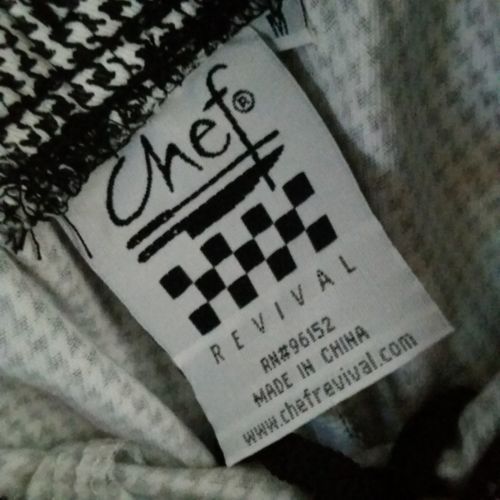 M
Chef®
REVIVAL
RN#96152
MADE IN CHINA
www.chefrevival.com